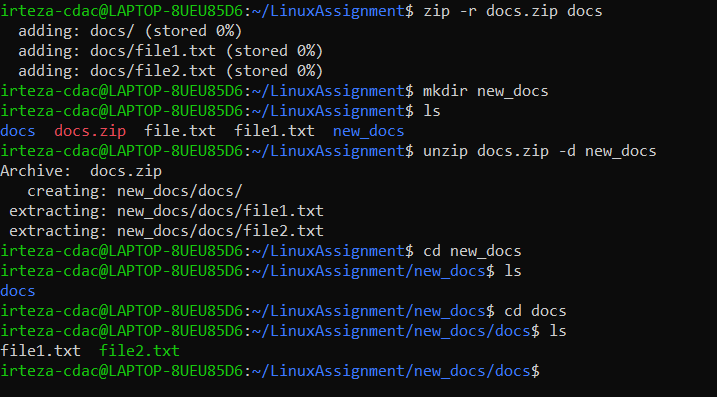 irteza-cdac@LAPTOP-8UEU85D6:~/LinuxAssignment$ zip -r docs.zip docs
  adding: docs/ (stored 0%)
  adding: docs/file1.txt (stored 0%)
  adding: docs/file2.txt (stored 0%)
irteza-cdac@LAPTOP-8UEU85D6:~/LinuxAssignment$ mkdir new_docs
irteza-cdac@LAPTOP-8UEU85D6:~/LinuxAssignment$ ls
docs  docs.zip  file.txt  file1.txt  new_docs
irteza-cdac@LAPTOP-8UEU85D6:~/LinuxAssignment$ unzip docs.zip -d new_docs
Archive:  docs.zip
   creating: new_docs/docs/
 extracting: new_docs/docs/file1.txt
 extracting: new_docs/docs/file2.txt
irteza-cdac@LAPTOP-8UEU85D6:~/LinuxAssignment$ cd new_docs
irteza-cdac@LAPTOP-8UEU85D6:~/LinuxAssignment/new_docs$ ls
docs
irteza-cdac@LAPTOP-8UEU85D6:~/LinuxAssignment/new_docs$ cd docs
irteza-cdac@LAPTOP-8UEU85D6:~/LinuxAssignment/new_docs/docs$ ls
file1.txt  file2.txt
irteza-cdac@LAPTOP-8UEU85D6:~/LinuxAssignment/new_docs/docs$